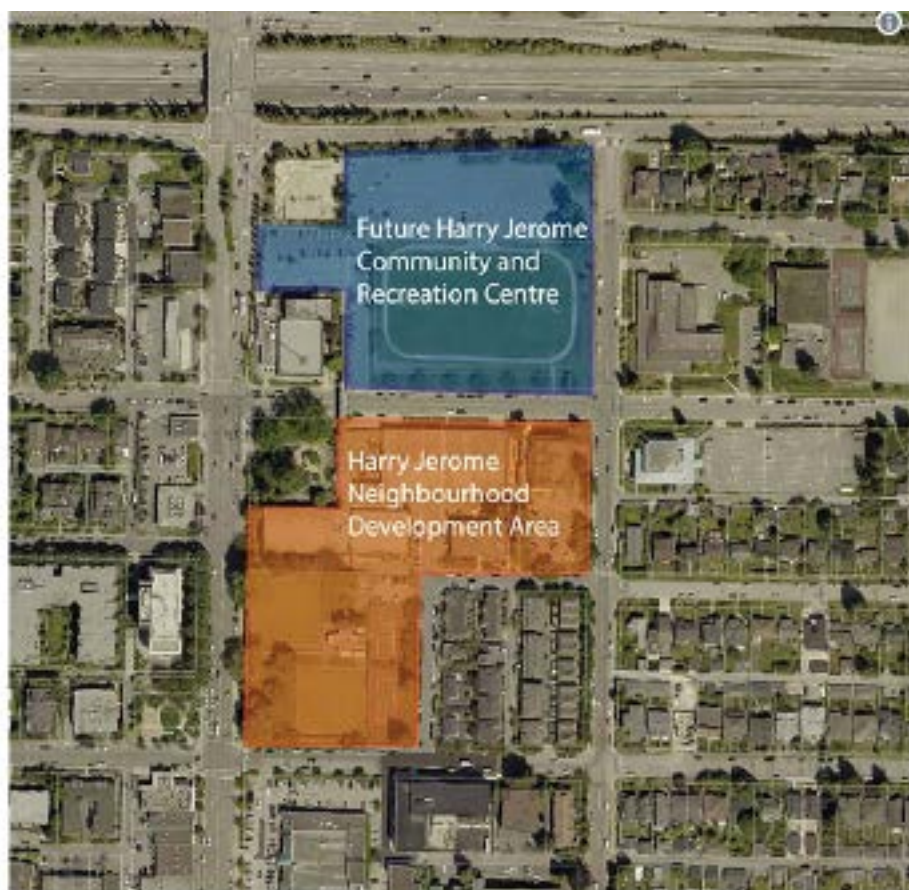 Future Harry Jerome
Community and
Recreation Centre
Harry Jerome
Neighbourhood
Development Area